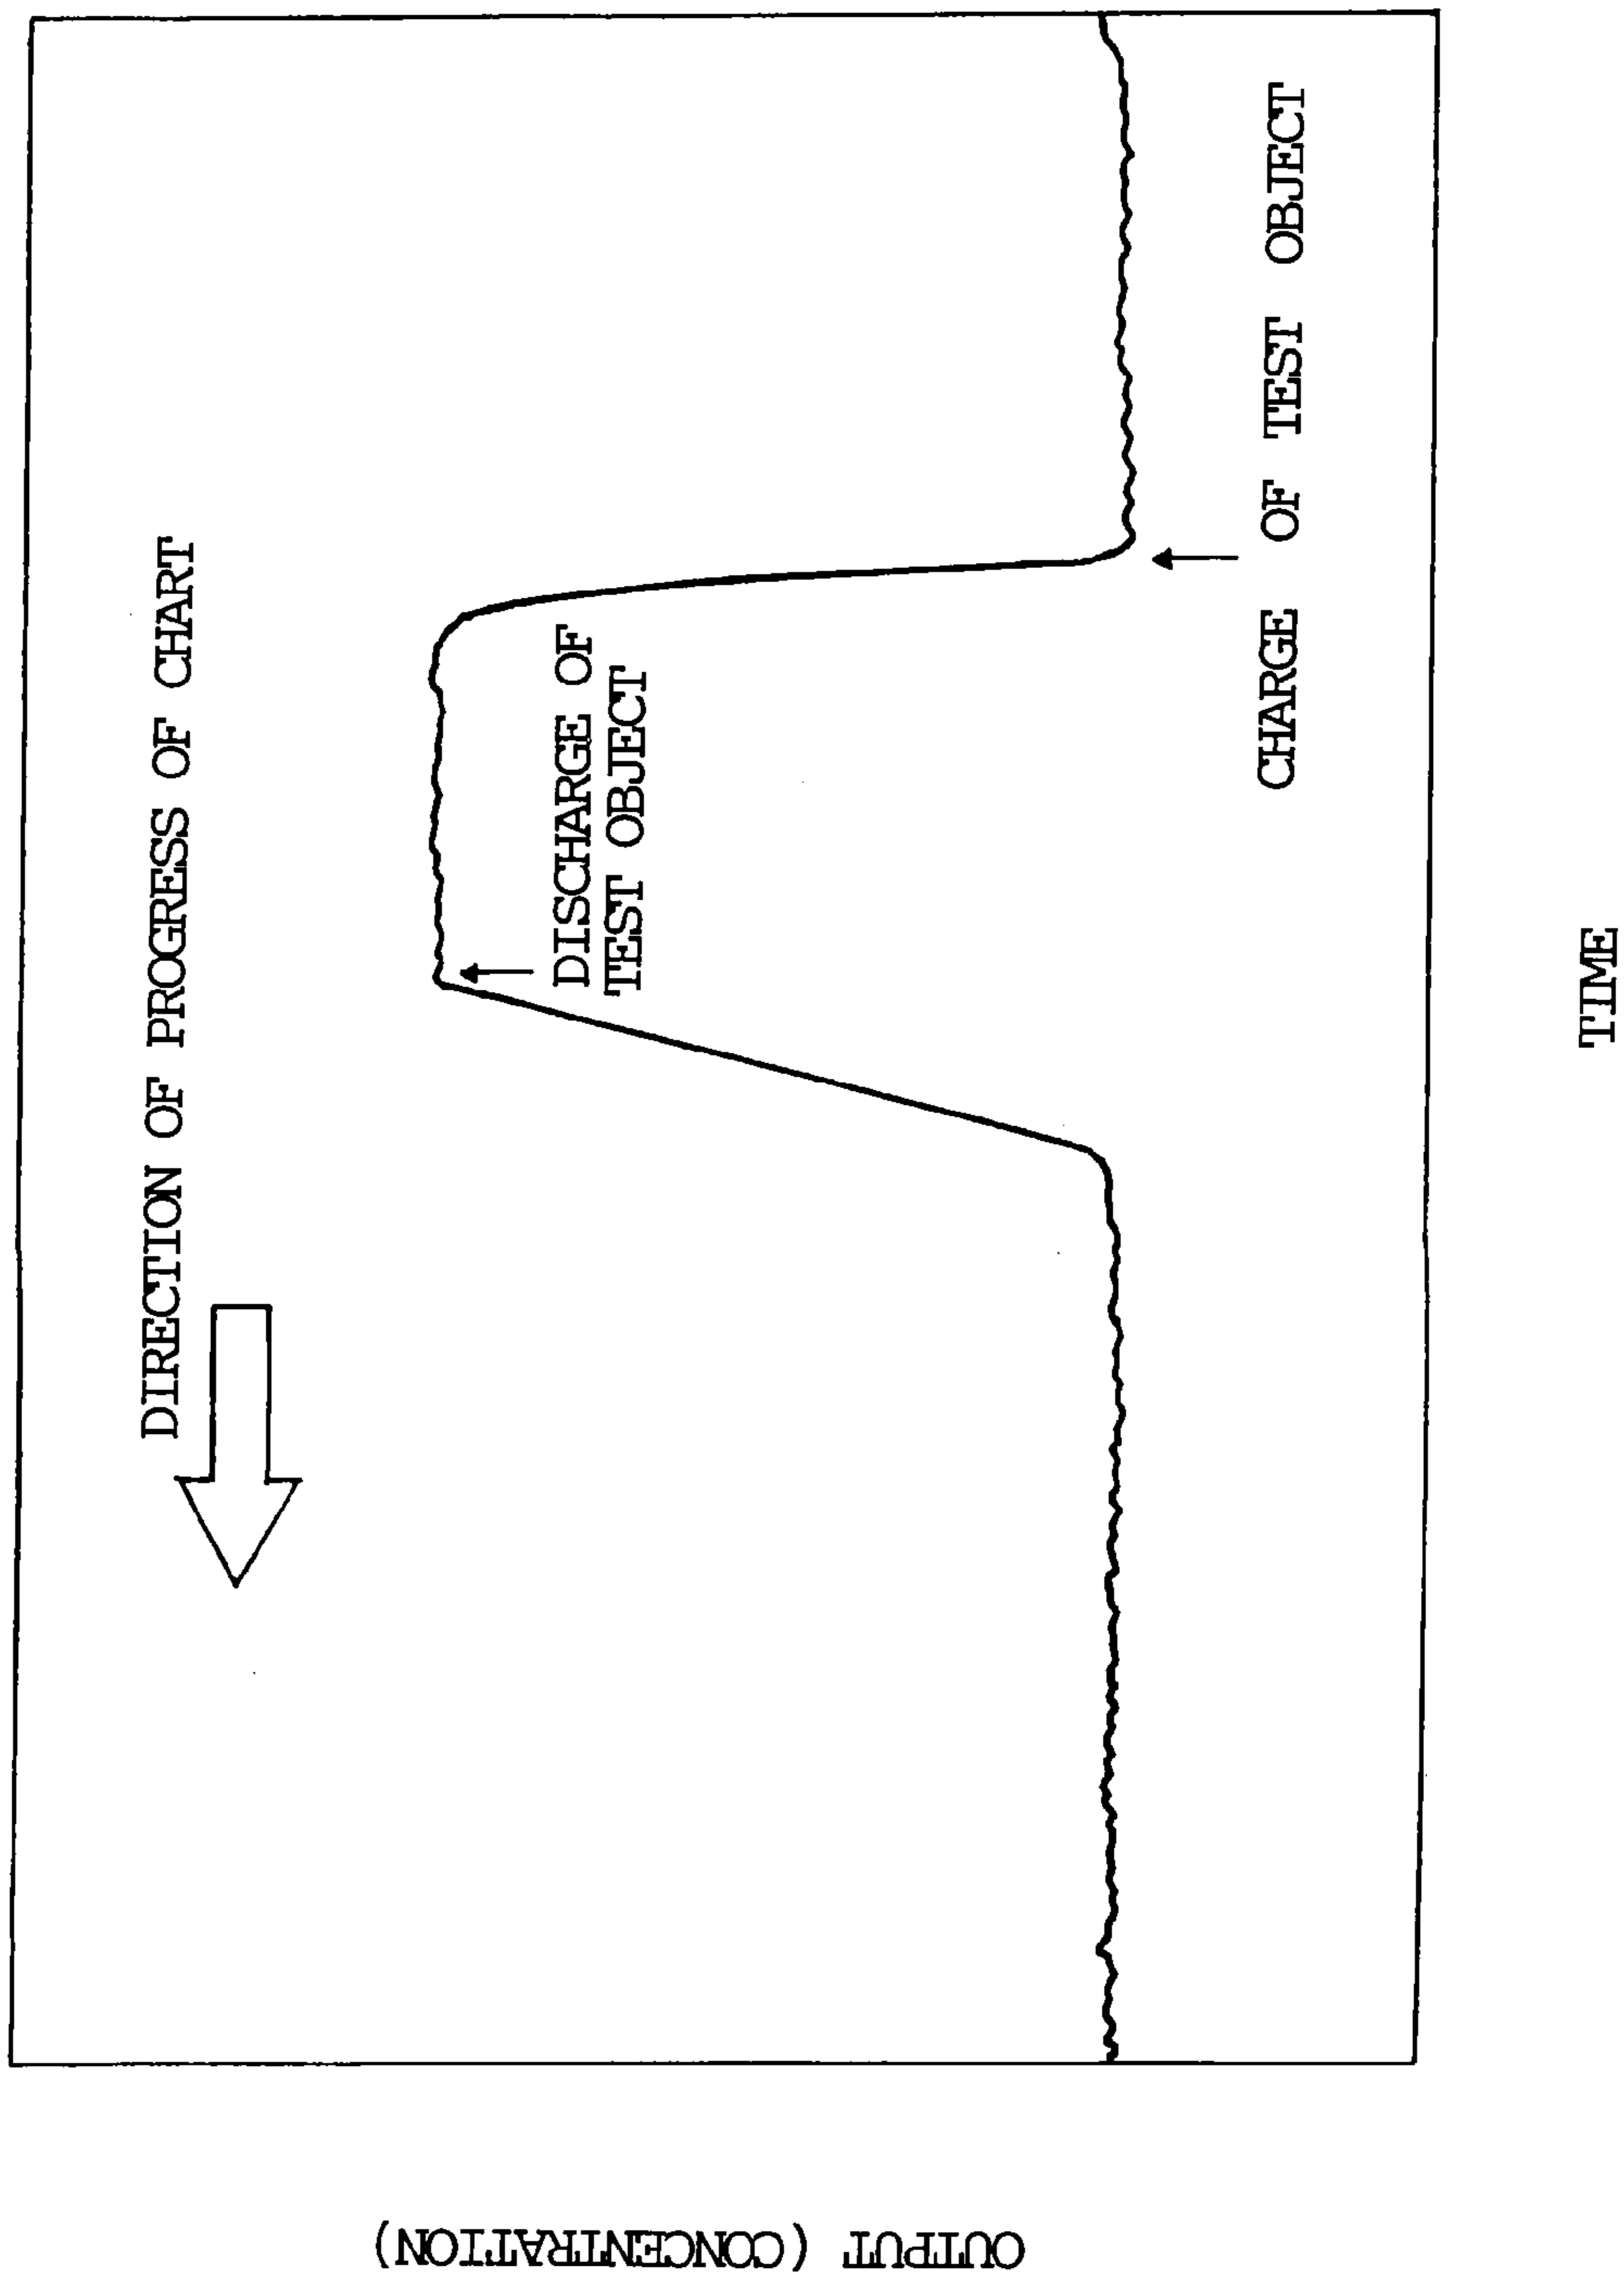 DIRECTION OF PROGRESS OF CHART
DISCHARGE OF
TEST OBJECT
CHARGE OF TEST OBJECT
OUTPUT (CONCENTRATION)
TIME